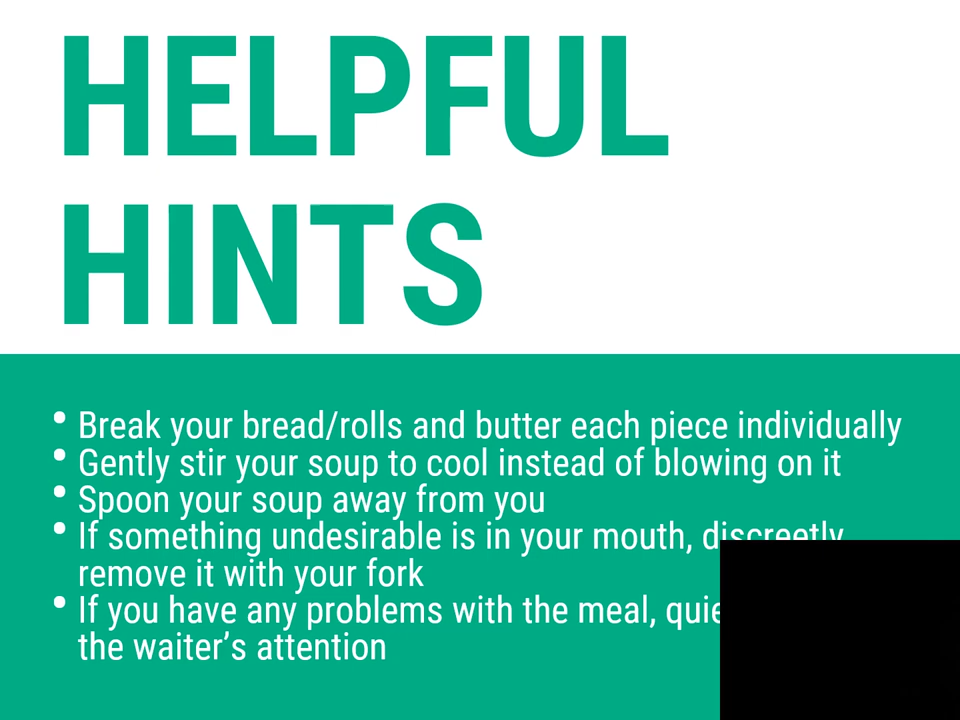 HELPFUL
HINTS
• Break your bread/rolls and butter each piece individually
• Gently stir your soup to cool instead of blowing on it
• Spoon your soup away from you
• If something undesirable is in your mouth, discreetly
remove it with your fork
• If you have any problems with the meal,
the waiter’s attention